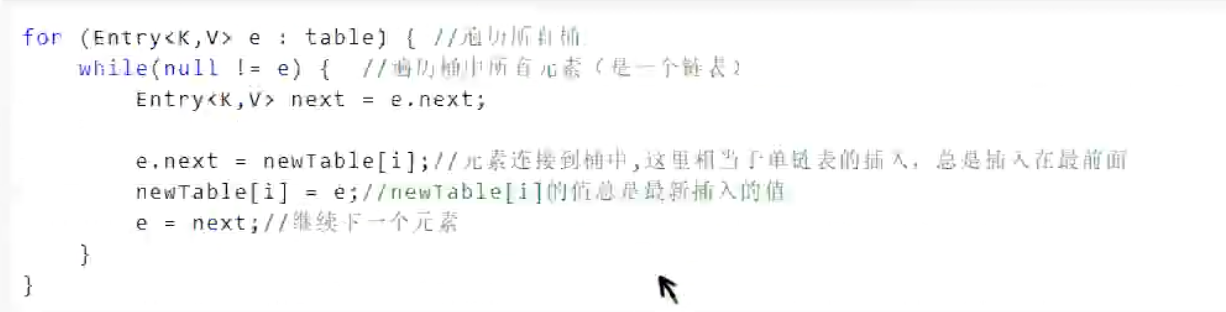 for (Entry<K,V> e : table) { //遍历所有桶
while(null != e) { //遍历桶中所有元素（是一个链表）
Entry<K,V> next = e.next;
e.next = newTable[i];//元素连接到桶中,这里相当于单链表的插入，总是插入在最前面
newTable[i] = e;//newTable[i]的值总是最新插入的值
e = next;//继续下一个元素
}
}